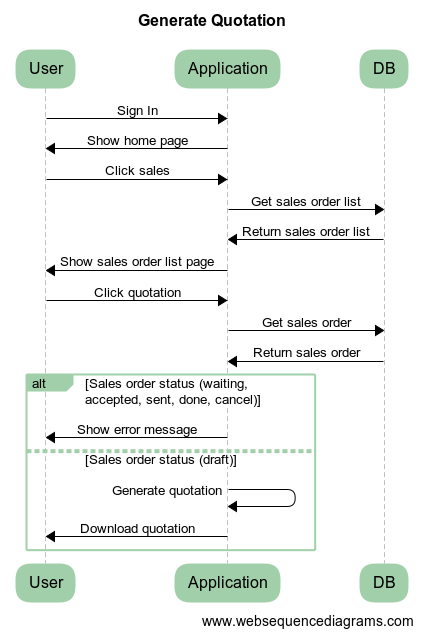 Generate Quotation
User Application DB
Sign In
Show home page
Click sales
Get sales order list
Return sales order list
Show sales order list page
Click quotation
Get sales order
Return sales order
alt [Sales order status (waiting,
accepted, sent, done, cancel)]
Show error message
[Sales order status (draft)]
Generate quotation
Download quotation
User Application DB
www.websequencediagrams.com